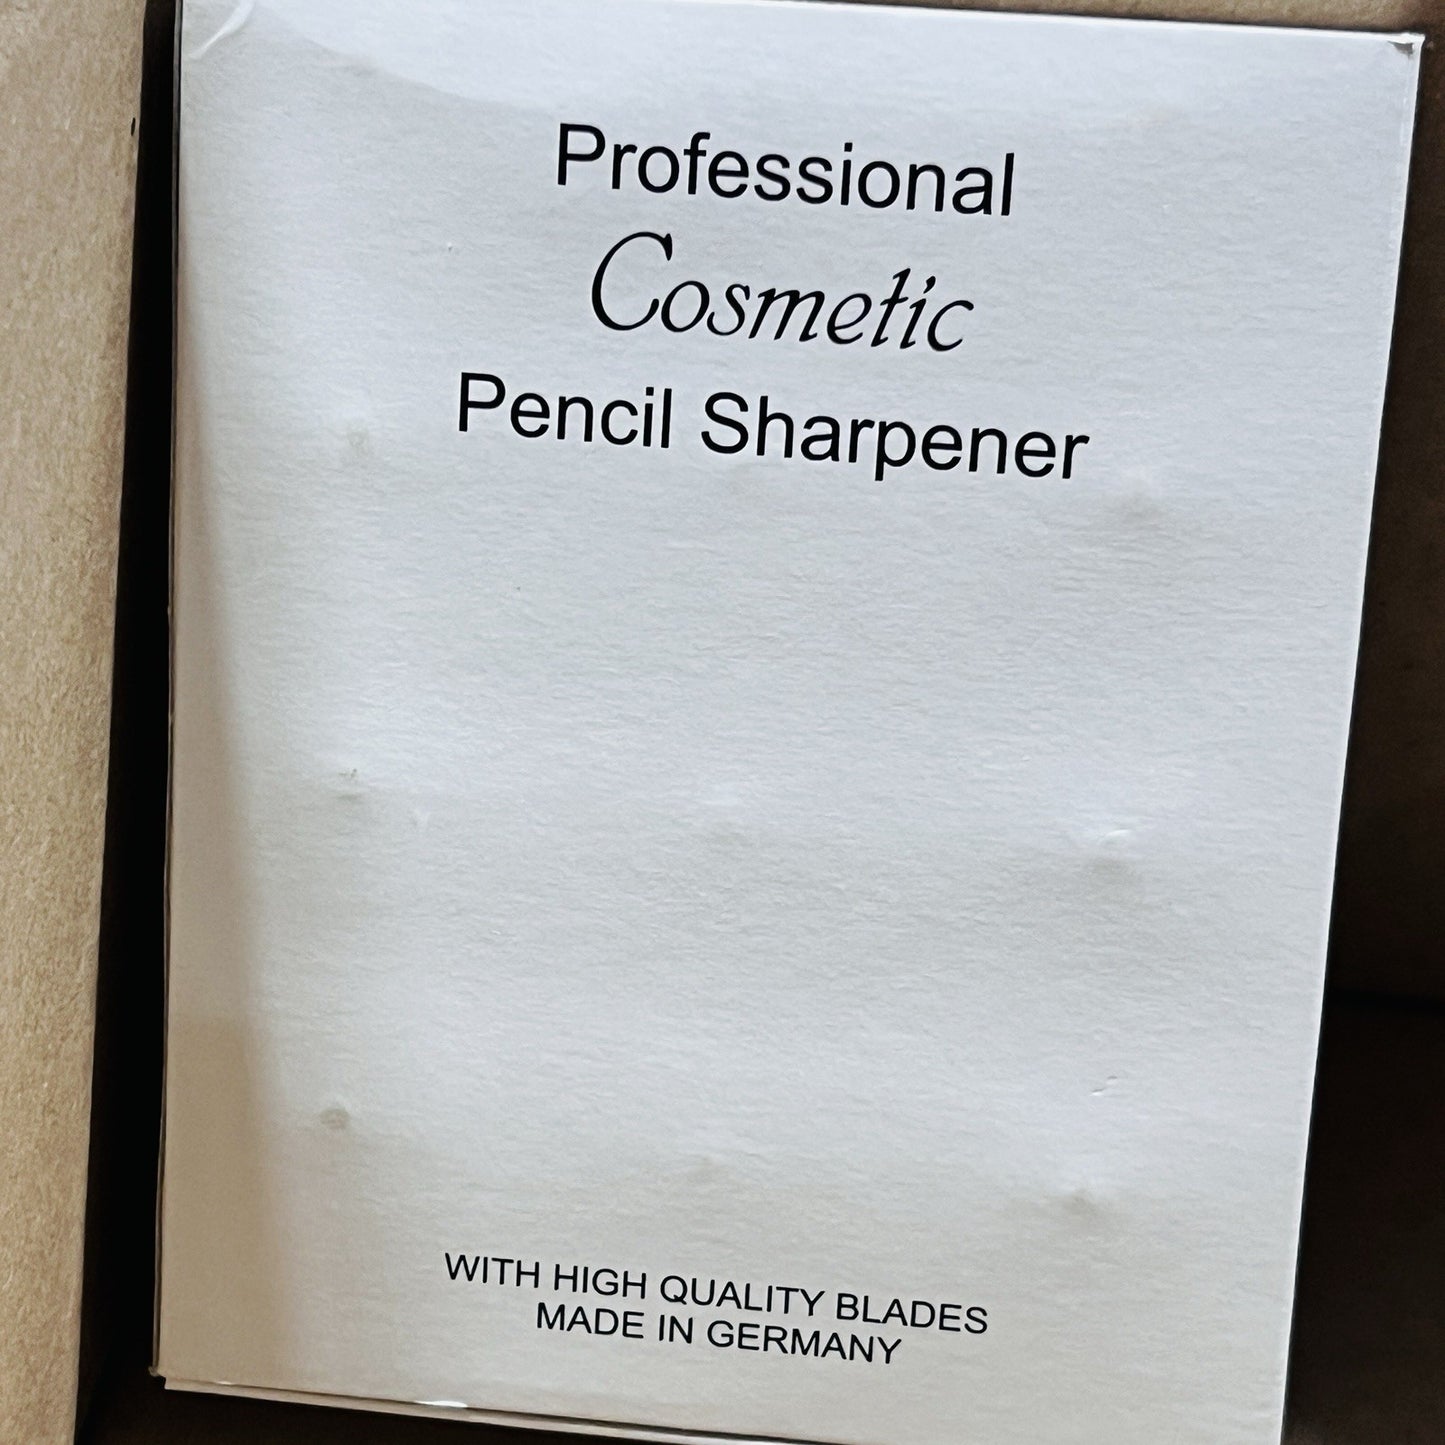 Professional
Cosmetic
Pencil Sharpener
WITH HIGH QUALITY BLADES
MADE IN GERMANY